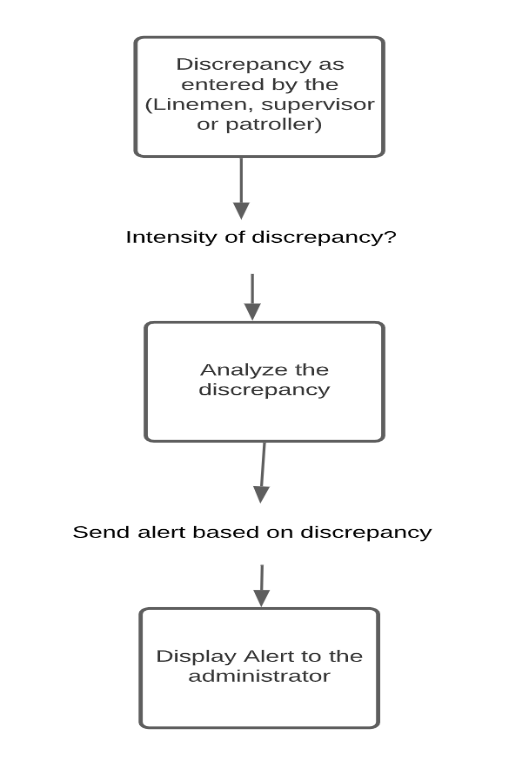 Discrepancy as
entered by the
(Linemen, supervisor
or patroller)
Intensity of discrepancy?
Analyze the
discrepancy
Send alert based on discrepancy
Display Alert to the
administrator